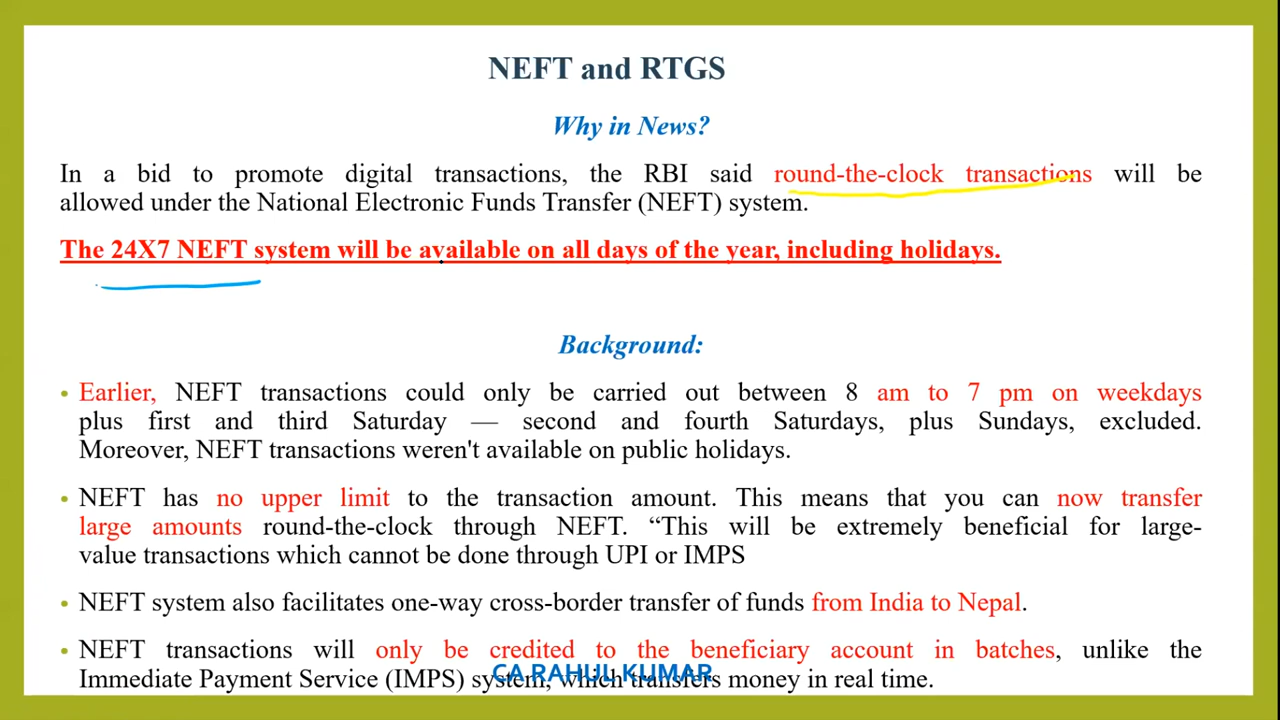 NEFT and RTGS
Why in News?
In a bid to promote digital transactions, the RBI said round-the-clock transactions will be
allowed under the National Electronic Funds Transfer (NEFT) system.
The 24X7 NEFT system will be available on all days of the year, including holidays.
Background:
• Earlier, NEFT transactions could only be carried out between 8 am to 7 pm on weekdays
plus first and third Saturday — second and fourth Saturdays, plus Sundays, excluded.
Moreover, NEFT transactions weren't available on public holidays.
• NEFT has no upper limit to the transaction amount. This means that you can now transfer
large amounts round-the-clock through NEFT. “This will be extremely beneficial for large-
value transactions which cannot be done through UPI or IMPS
• NEFT system also facilitates one-way cross-border transfer of funds from India to Nepal.
• NEFT transactions will only be credited to the beneficiary account in batches, unlike the
Immediate Payment Service (IMPS) system, which transfers money in real time.
CA RAHUL KUMAR